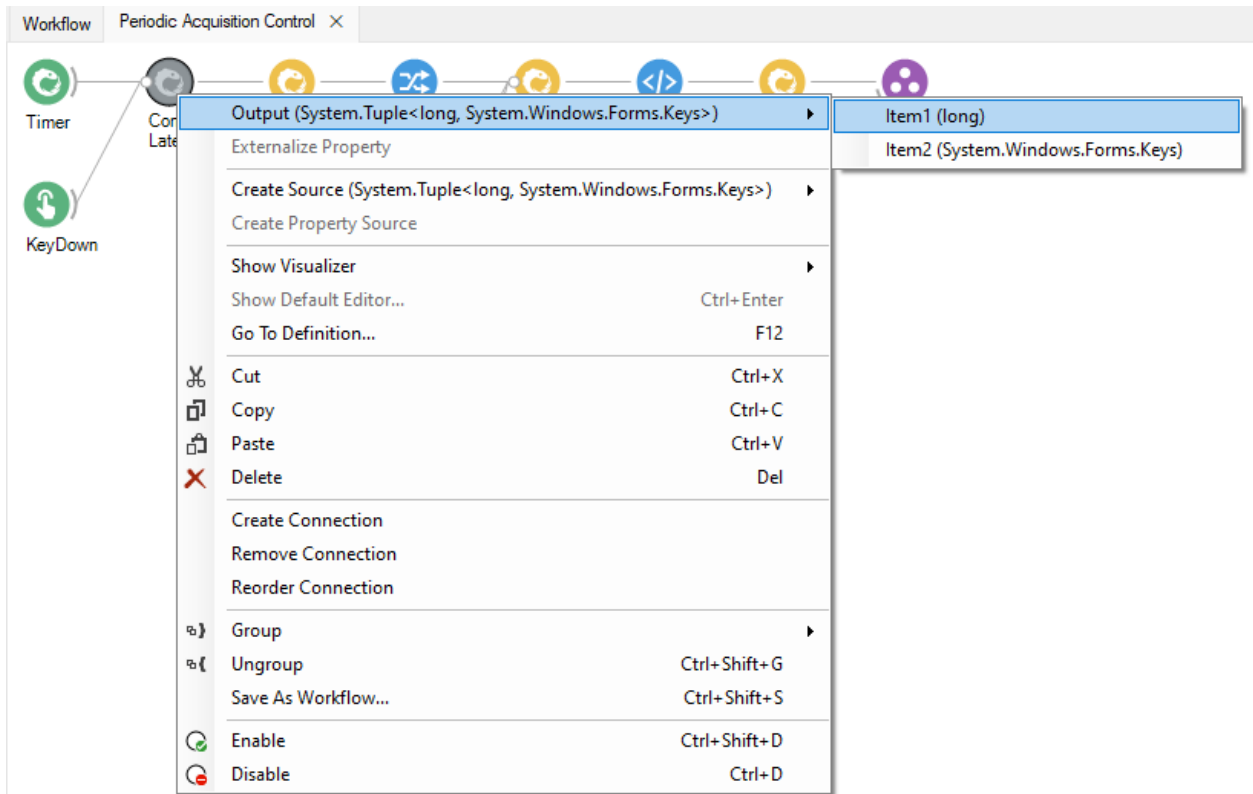 Workflow
Periodic Acquisition Control
Timer
KeyDown
Output (System.Tuple<long, System.Windows.Forms.Keys>)
Item1 (long)
Item2 (System.Windows.Forms.Keys)
Externalize Property
Create Source (System.Tuple<long, System.Windows.Forms.Keys>)
Create Property Source
Show Visualizer
Show Default Editor... Ctrl+Enter
Go To Definition... F12
Cut Ctrl+X
Copy Ctrl+C
Paste Ctrl+V
Delete Del
Create Connection
Remove Connection
Reorder Connection
Group
Ungroup Ctrl+Shift+G
Save As Workflow... Ctrl+Shift+S
Enable Ctrl+Shift+D
Disable Ctrl+D